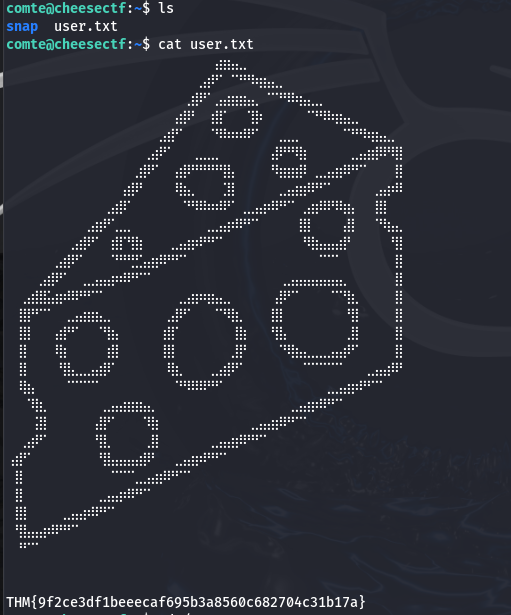 comte@cheesectf:~$ ls
snap  user.txt
comte@cheesectf:~$ cat user.txt
THM{9f2ce3df1beeecaf695b3a8560c682704c31b17a}